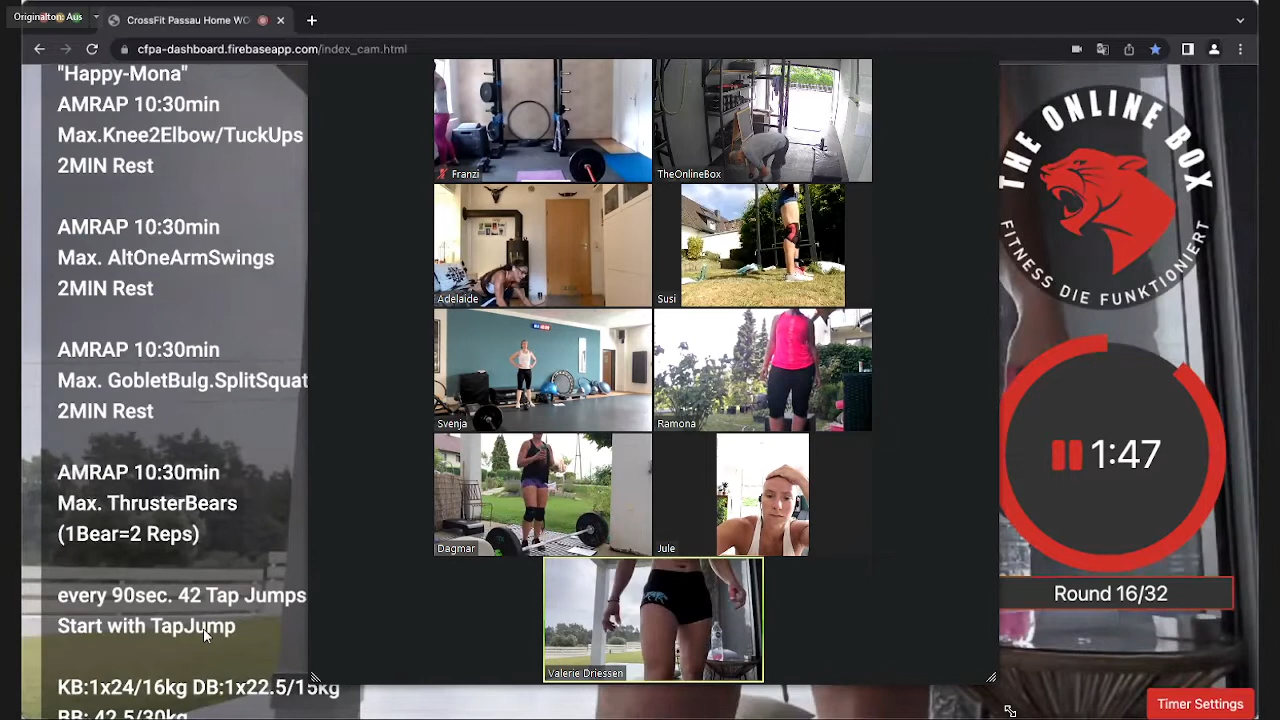 Originalton: Aus
CrossFit Passau Home WO
cfpa-dashboard.firebaseapp.com/index_cam.html
"Happy-Mona"
AMRAP 10:30min
Max.Knee2Elbow/TuckUps
2MIN Rest
AMRAP 10:30min
Max. AltOneArmSwings
2MIN Rest
AMRAP 10:30min
Max. GobletBulg.SplitSquat
2MIN Rest
AMRAP 10:30min
Max. ThrusterBears
(1Bear=2 Reps)
every 90sec. 42 Tap Jumps
Start with TapJump
KB:1x24/16kg DB:1x22.5/15kg
BB: 42.5/30kg
Franzi
TheOnlineBox
Adelaide
Susi
Svenja
Ramona
Dagmar
Jule
Valerie Driessen
THE ONLINE BOX
FITNESS DIE FUNKTIONIERT
1:47
Round 16/32
Timer Settings